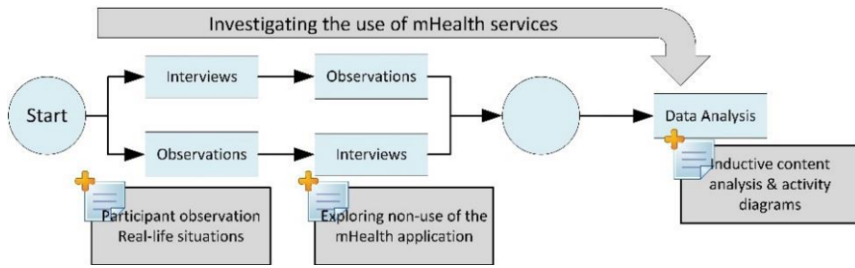 Investigating the use of mHealth services
Interviews
Observations
Start
Data Analysis
Observations
Interviews
Participant observation
Real-life situations
Exploring non-use of the
mHealth application
Inductive content
analysis & activity
diagrams